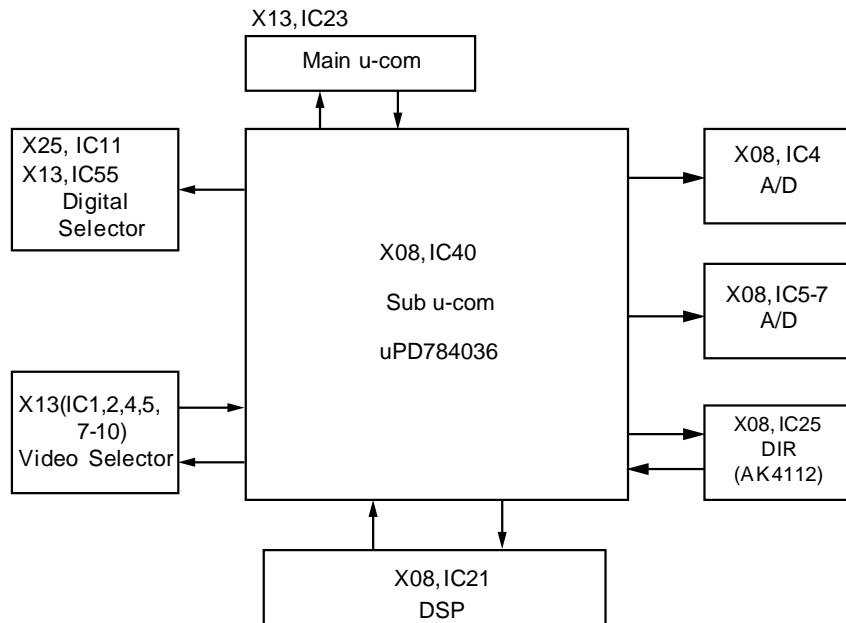 X13,IC23
Main u-com
X25, IC11
X13,IC55
Digital
Selector
X08,IC4
A/D
X08,IC40
Sub u-com
uPD784036
X08,IC5-7
A/D
X13(IC1,2,4,5,
7-10)
Video Selector
X08,IC25
DIR
(AK4112)
X08,IC21
DSP